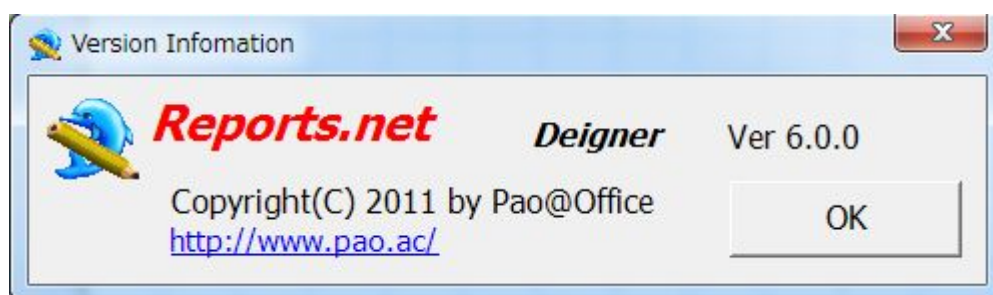 Version Infomation
Reports.net Deigner Ver 6.0.0
Copyright(C) 2011 by Pao@Office
http://www.pao.ac/
OK